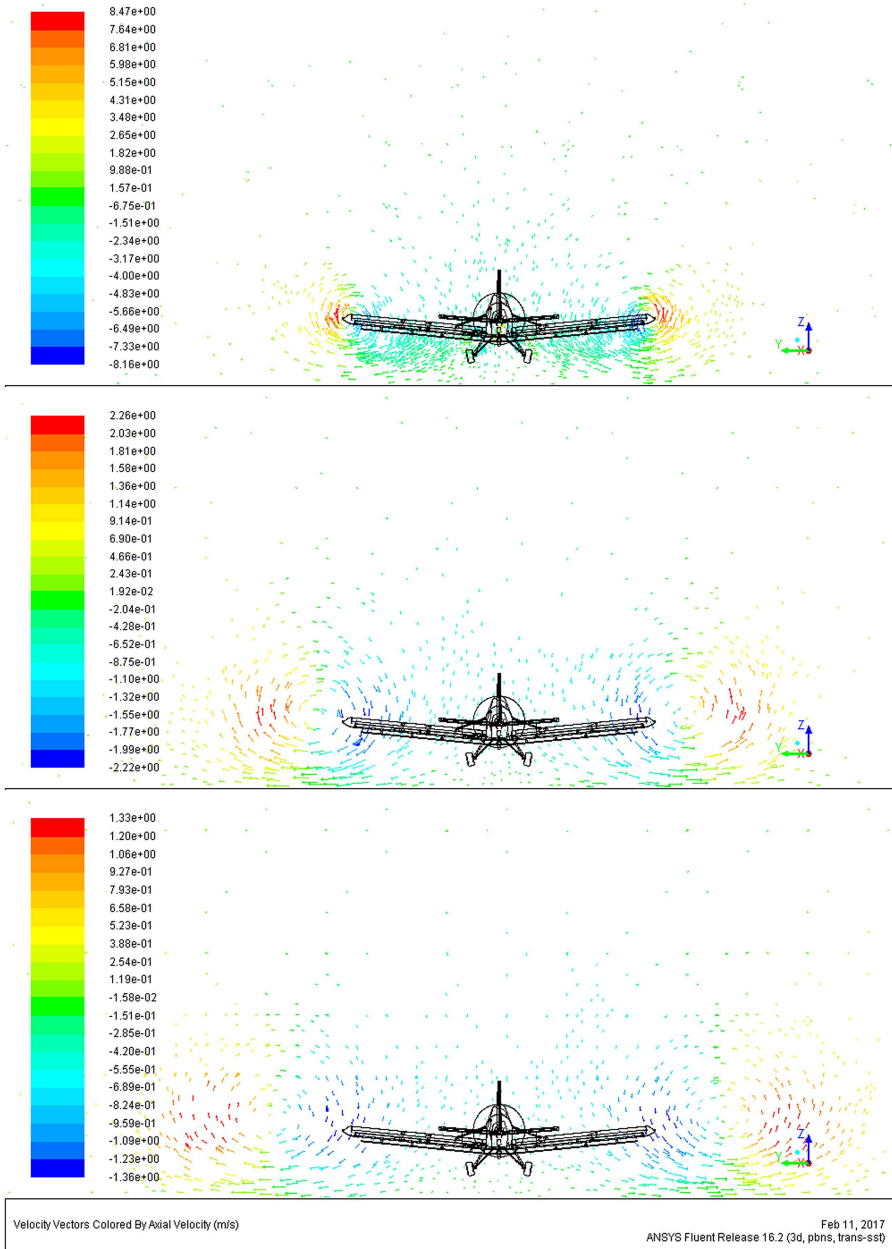 8.47e+00
7.64e+00
6.81e+00
5.98e+00
5.15e+00
4.31e+00
3.48e+00
2.65e+00
1.82e+00
9.88e-01
1.57e-01
-6.75e-01
-1.51e+00
-2.34e+00
-3.17e+00
-4.00e+00
-4.83e+00
-5.66e+00
-6.49e+00
-7.33e+00
-8.16e+00
Z
Y
X
2.26e+00
2.03e+00
1.81e+00
1.58e+00
1.36e+00
1.14e+00
9.14e-01
6.90e-01
4.66e-01
2.43e-01
1.92e-02
-2.04e-01
-4.28e-01
-6.52e-01
-8.75e-01
-1.10e+00
-1.32e+00
-1.55e+00
-1.77e+00
-1.99e+00
-2.22e+00
Z
Y
X
1.33e+00
1.20e+00
1.06e+00
9.27e-01
7.93e-01
6.58e-01
5.23e-01
3.88e-01
2.54e-01
1.19e-01
-1.58e-02
-1.51e-01
-2.85e-01
-4.20e-01
-5.55e-01
-6.89e-01
-8.24e-01
-9.59e-01
-1.09e+00
-1.23e+00
-1.36e+00
Z
Y
X
Velocity Vectors Colored By Axial Velocity (m/s)
Feb 11, 2017
ANSYS Fluent Release 16.2 (3d, pbns, trans-sst)